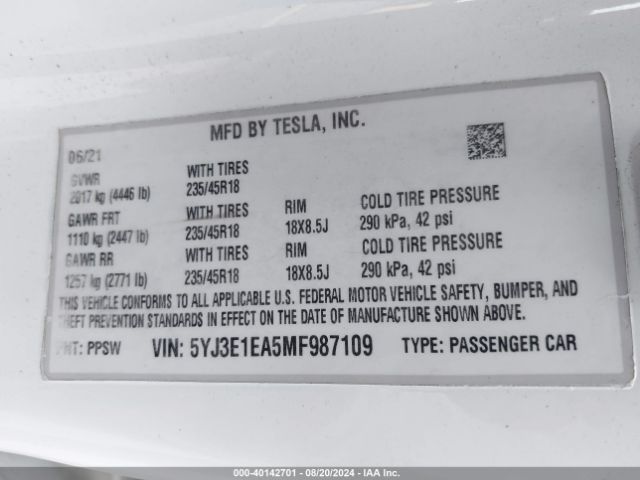 MFD BY TESLA, INC.
06/21
GVWR WITH TIRES
2017 kg (4446 lb) 235/45R18
GAWR FRT WITH TIRES RIM COLD TIRE PRESSURE
1110 kg (2447 lb) 235/45R18 18X8.5J 290 kPa, 42 psi
GAWR RR WITH TIRES RIM COLD TIRE PRESSURE
1257 kg (2771 lb) 235/45R18 18X8.5J 290 kPa, 42 psi
THIS VEHICLE CONFORMS TO ALL APPLICABLE U.S. FEDERAL MOTOR VEHICLE SAFETY, BUMPER, AND
THEFT PREVENTION STANDARDS IN EFFECT ON THE DATE OF MANUFACTURE SHOWN ABOVE.
PNT: PPSW VIN: 5YJ3E1EA5MF987109 TYPE: PASSENGER CAR
000-40142701 - 08/20/2024 - IAAI.COM